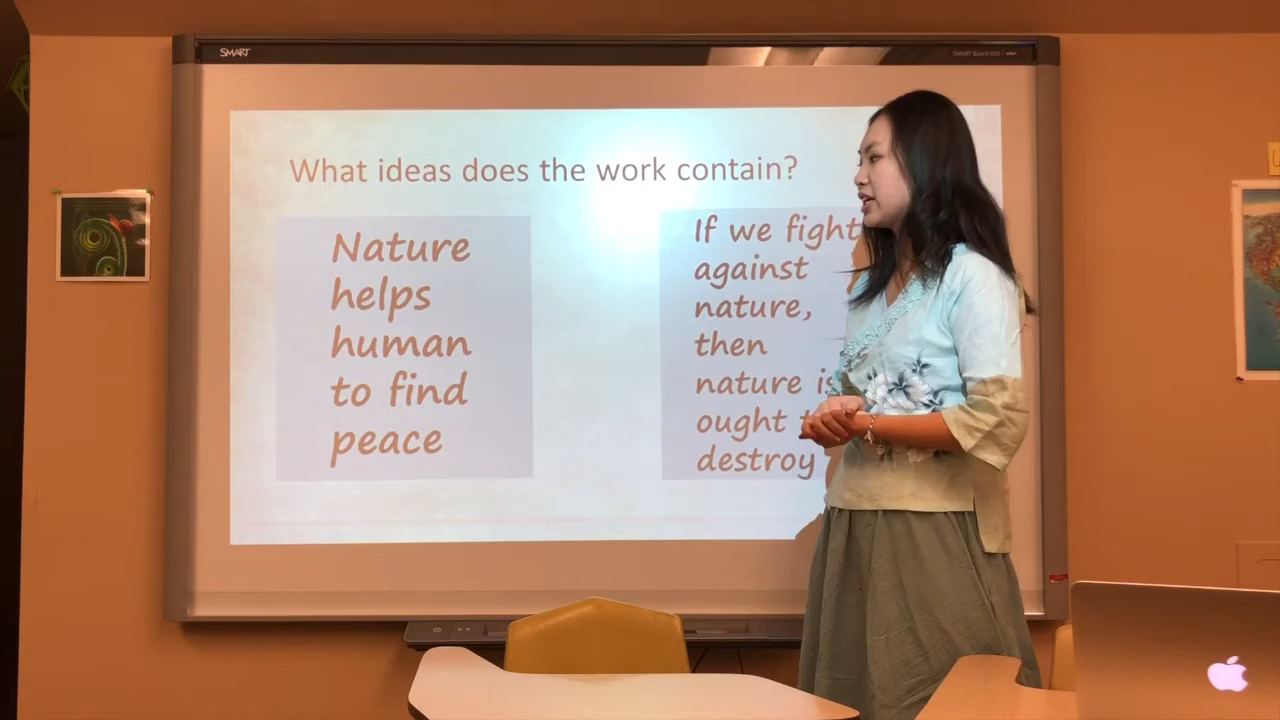 SMART
What ideas does the work contain?
Nature
helps
human
to find
peace
If we fight
against
nature,
then
nature is
ought
destroy